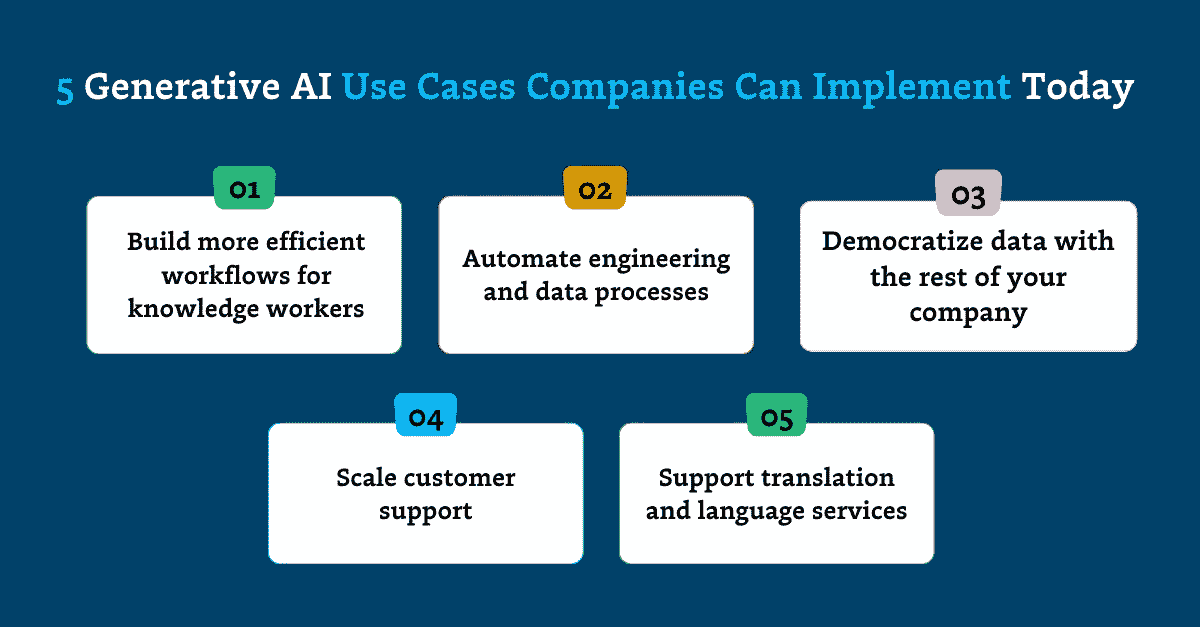 5 Generative AI Use Cases Companies Can Implement Today
01
Build more efficient
workflows for
knowledge workers
02
Automate engineering
and data processes
03
Democratize data with
the rest of your
company
04
Scale customer
support
05
Support translation
and language services